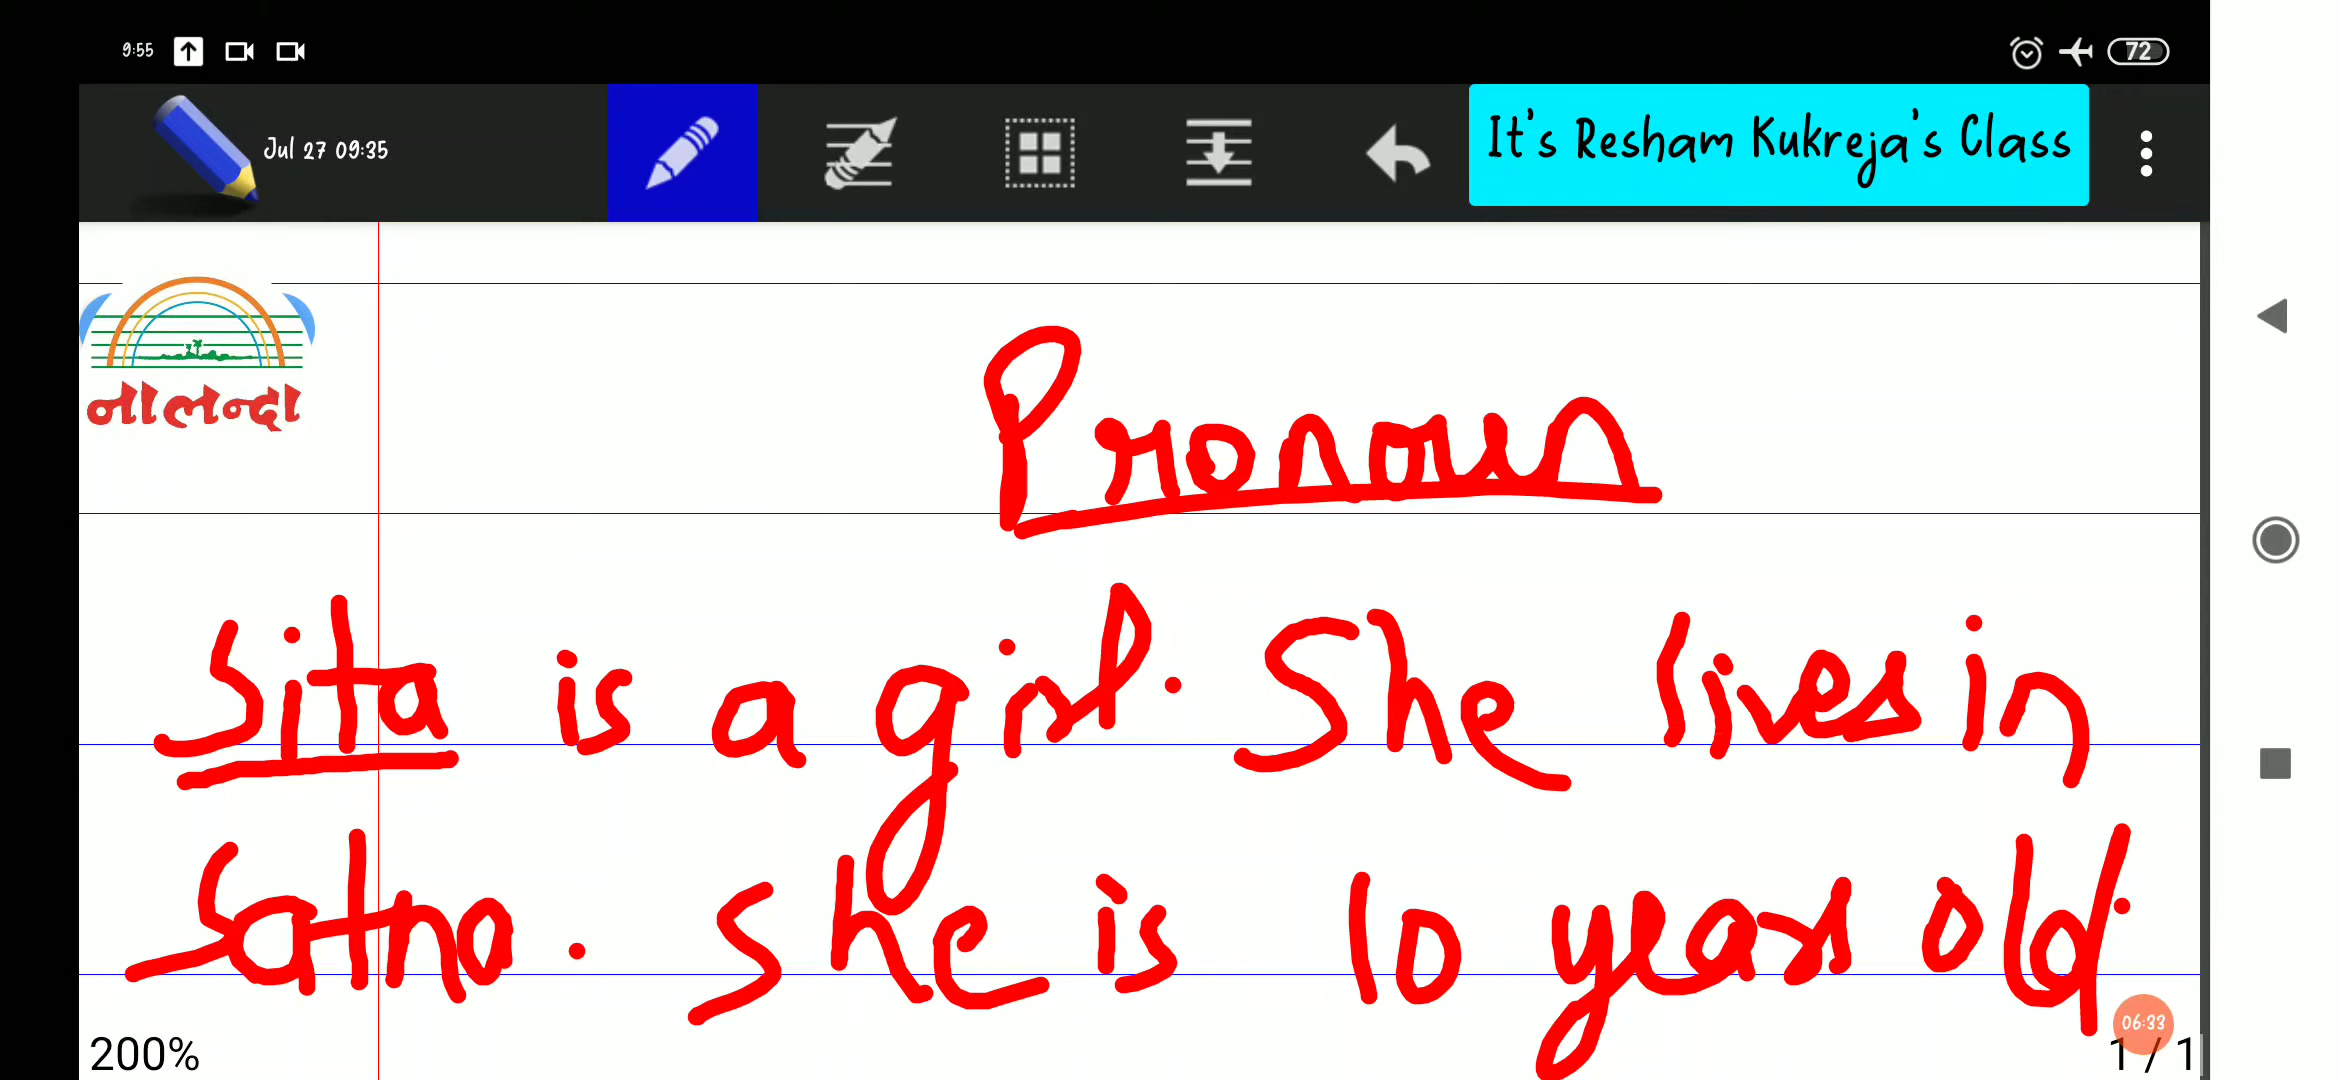 9:55
72
Jul 27 09:35
It's Resham Kukreja's Class
नालन्दा
Pronoun
Sita is a girl. She lives in
Satna. She is 10 years old.
06:33
200%
1 / 1